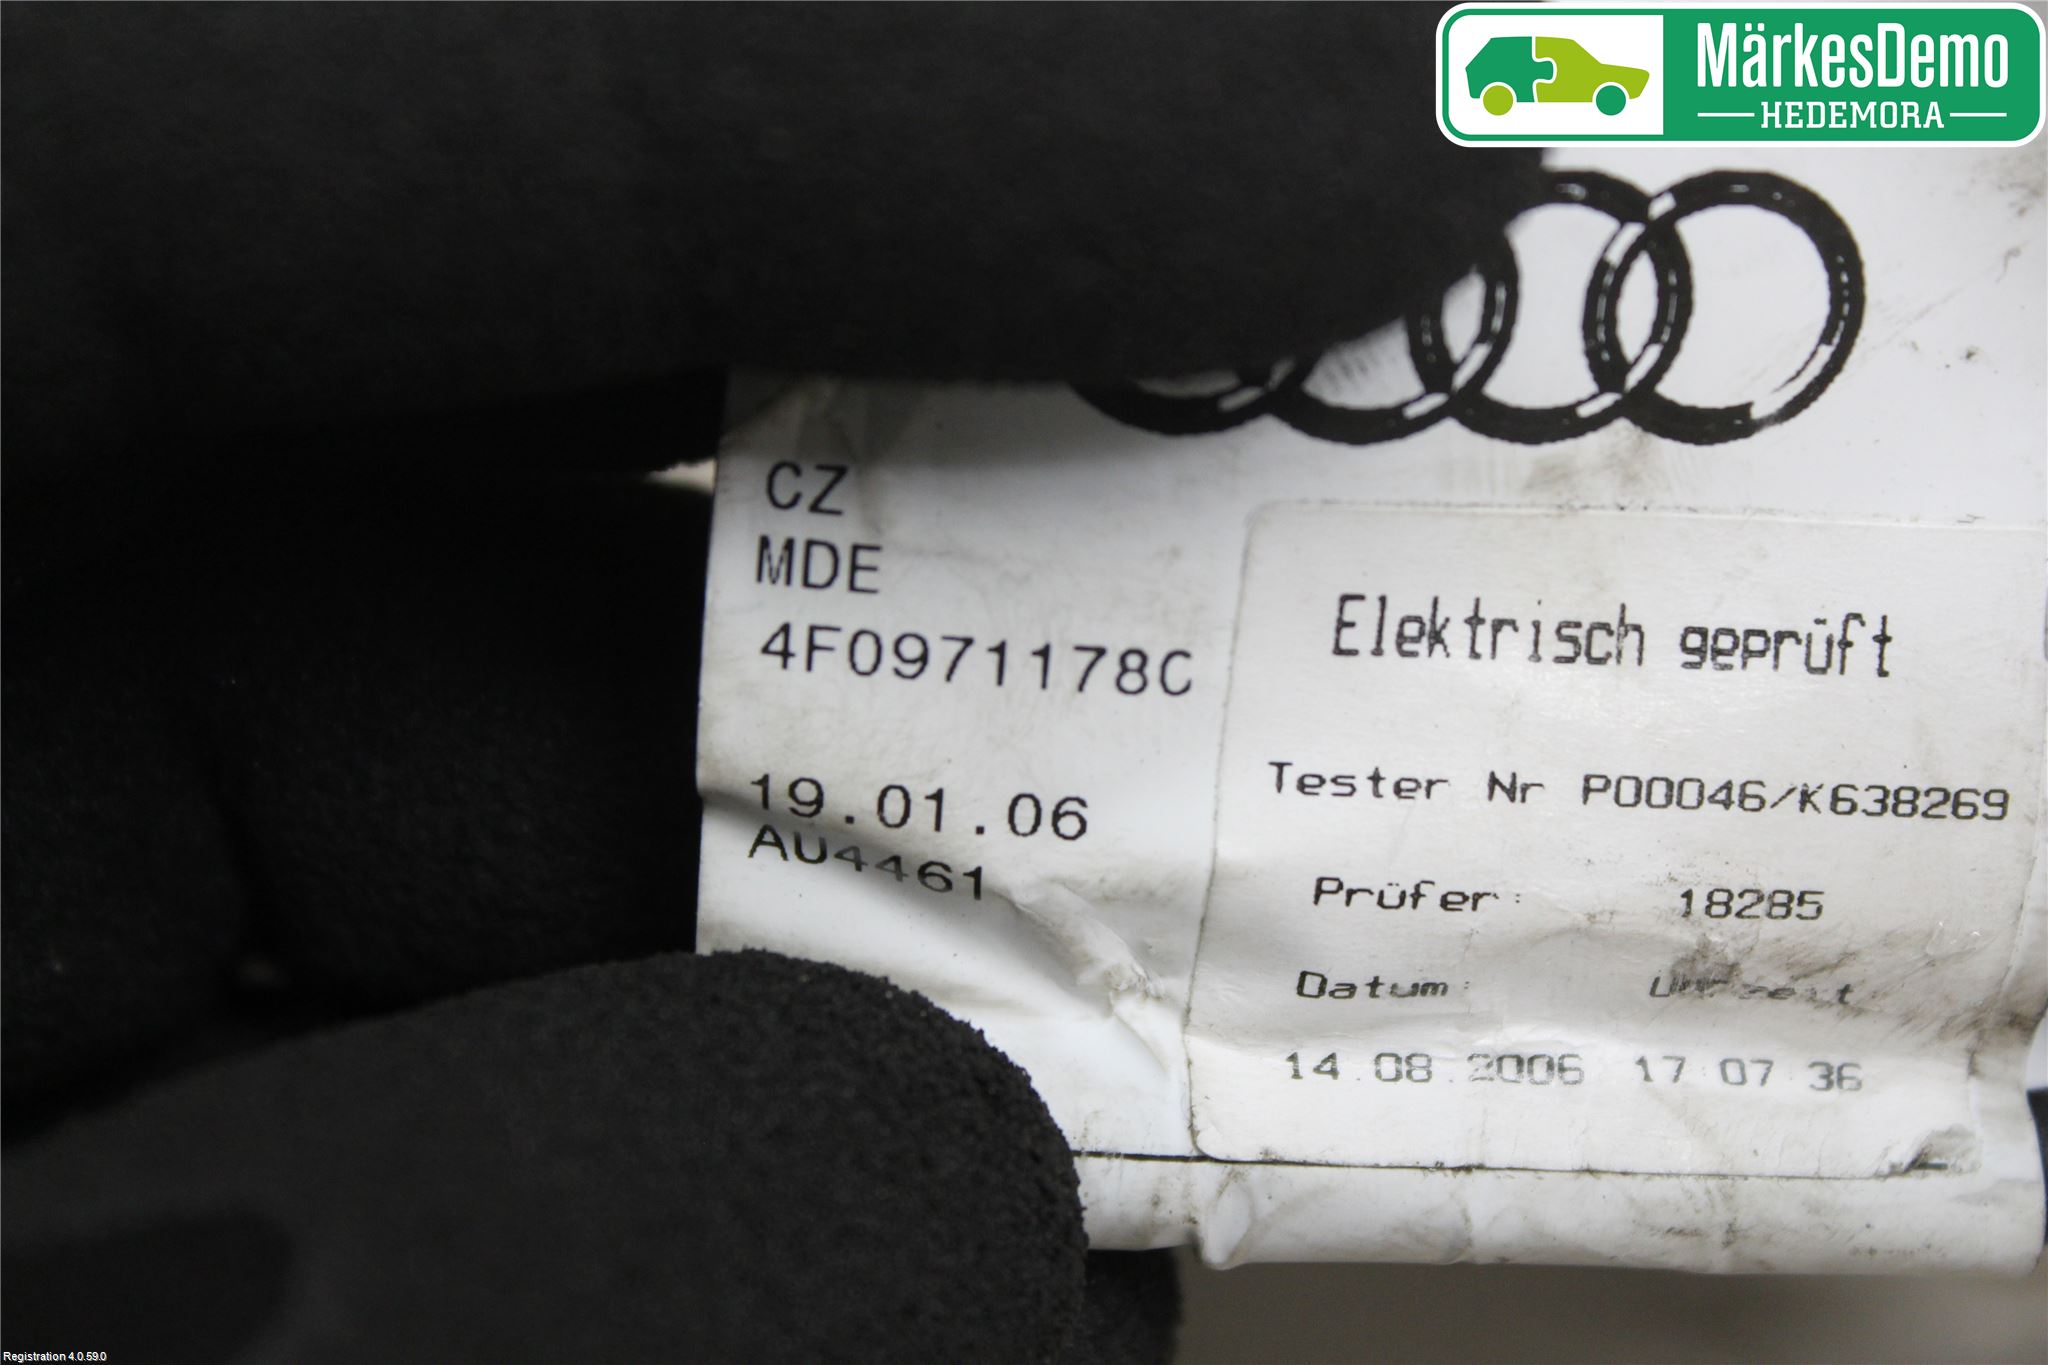 MärkesDemo
HEDEMORA
CZ
MDE
4F0971178C
19.01.06
AU4461
Elektrisch geprüft
Tester Nr P00046/K638269
Prüfer: 18285
Datum: Uhrzeit
14.08.2006 17:07:36
Registration 4.0.59.0